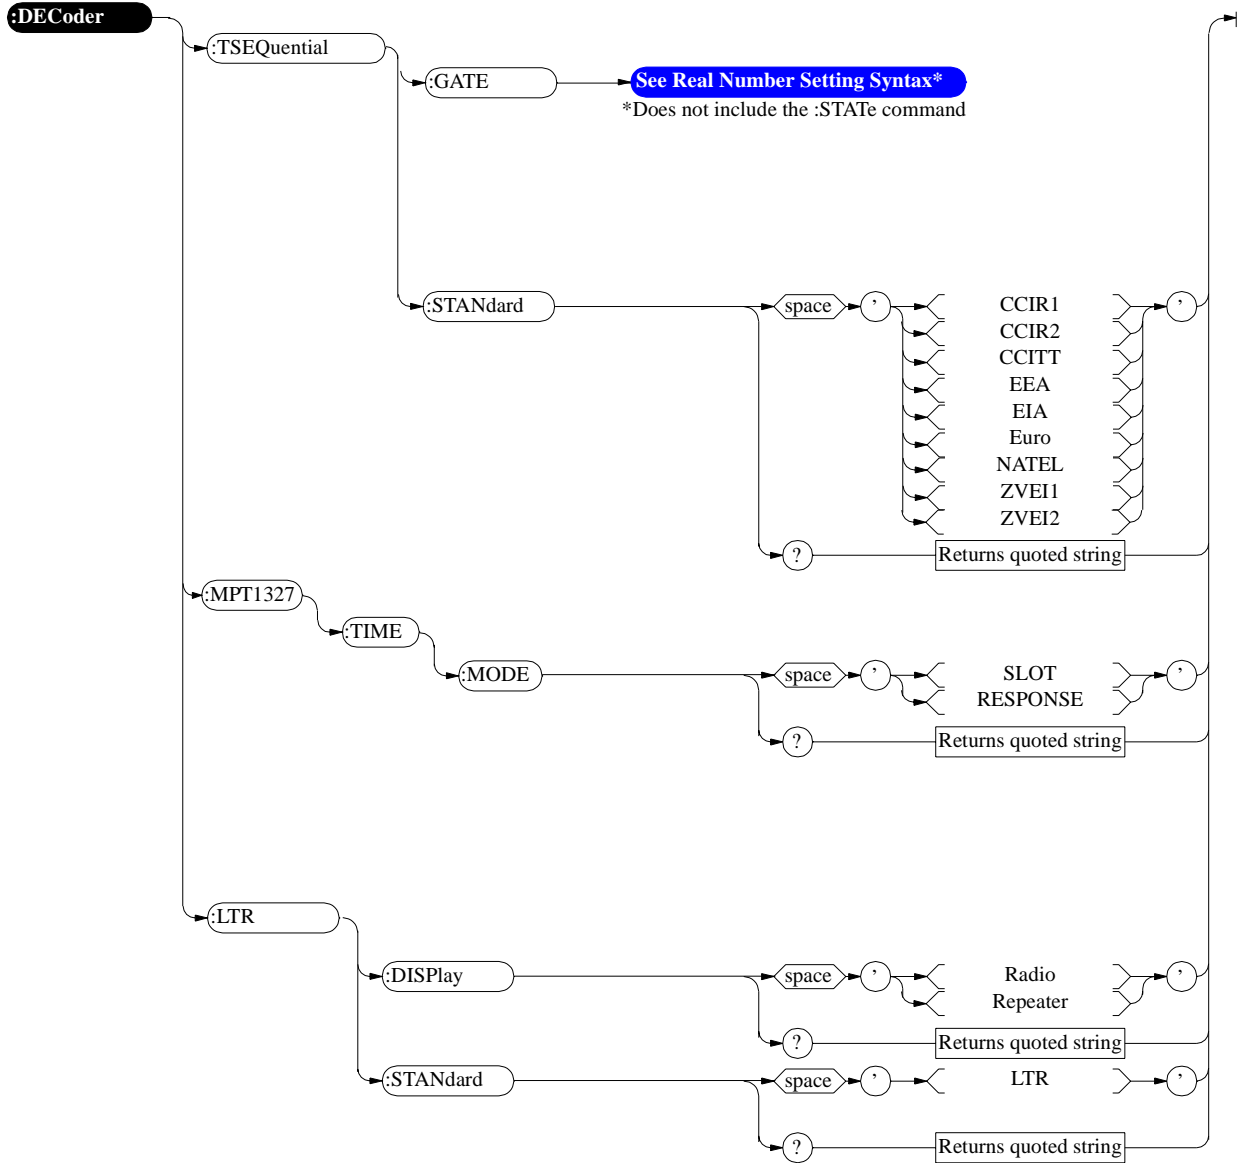 :DECoder
:TSEQuential
:GATE
See Real Number Setting Syntax*
*Does not include the :STATe command
:STANdard
space
'
CCIR1
'
CCIR2
CCITT
EEA
EIA
Euro
NATEL
ZVEI1
ZVEI2
?
Returns quoted string
:MPT1327
:TIME
:MODE
space
'
SLOT
'
RESPONSE
?
Returns quoted string
:LTR
:DISPlay
space
'
Radio
'
Repeater
?
Returns quoted string
:STANdard
space
'
LTR
'
?
Returns quoted string